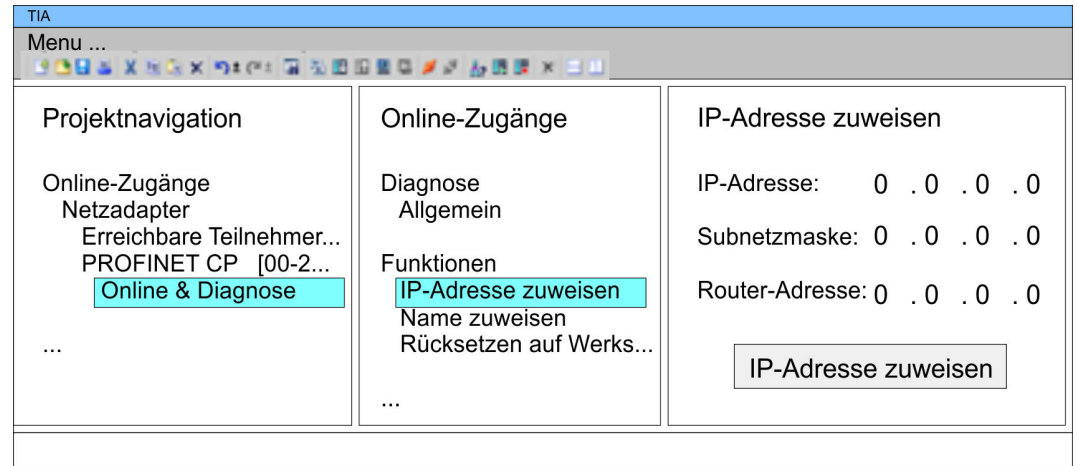 TIA
Menu ...
Projektnavigation
Online-Zugänge
Netzadapter
Erreichbare Teilnehmer...
PROFINET CP [00-2...
Online & Diagnose
...
Online-Zugänge
Diagnose
Allgemein
Funktionen
IP-Adresse zuweisen
Name zuweisen
Rücksetzen auf Werks...
...
IP-Adresse zuweisen
IP-Adresse: 0 . 0 . 0 . 0
Subnetzmaske: 0 . 0 . 0 . 0
Router-Adresse: 0 . 0 . 0 . 0
IP-Adresse zuweisen